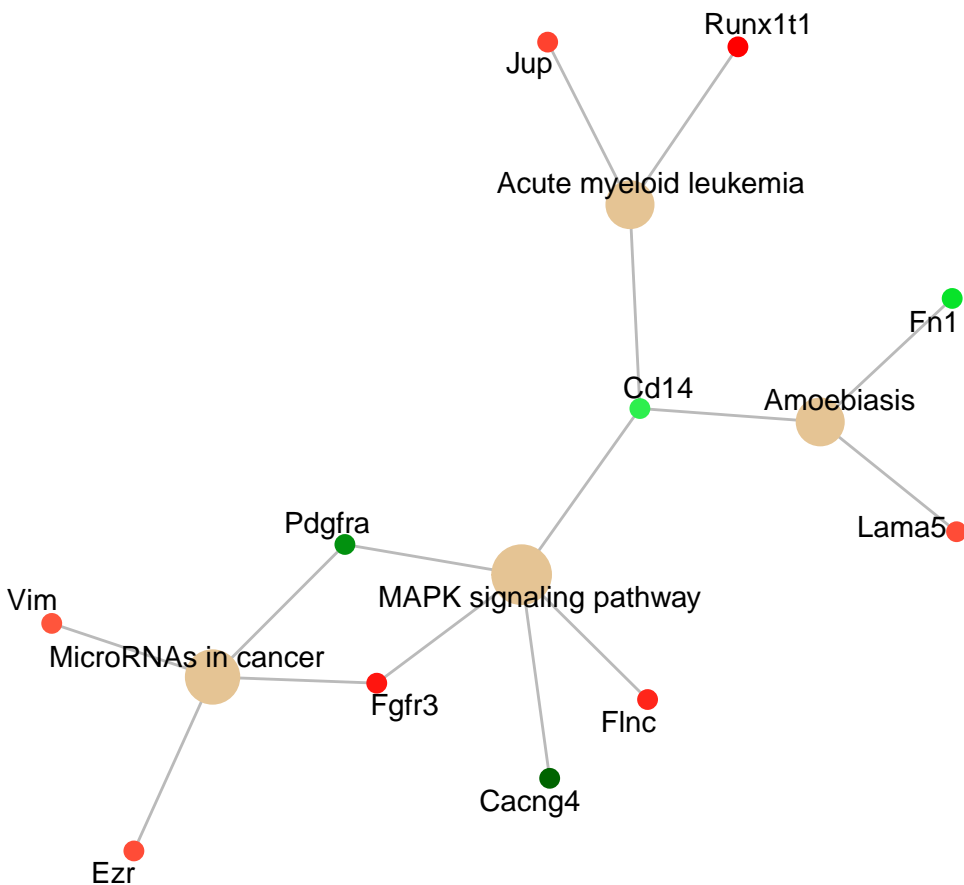 Runx1t1
Jup
Acute myeloid leukemia
Fn1
Cd14
Amoebiasis
Pdgfra
Lama5
MAPK signaling pathway
Vim
MicroRNAs in cancer
Fgfr3
Flnc
Cacng4
Ezr